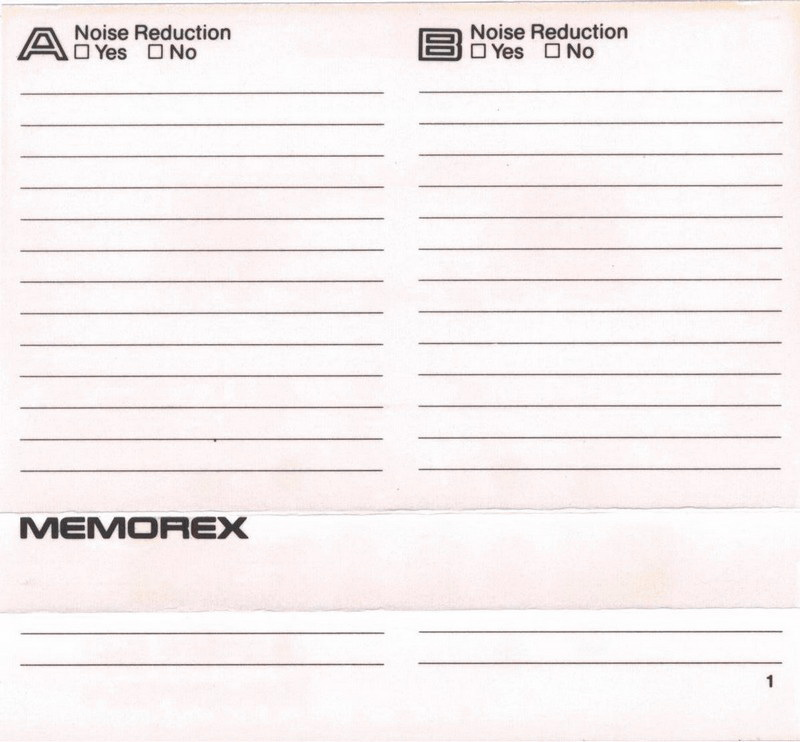 A Noise Reduction
☐ Yes ☐ No
B Noise Reduction
☐ Yes ☐ No
MEMOREX
1